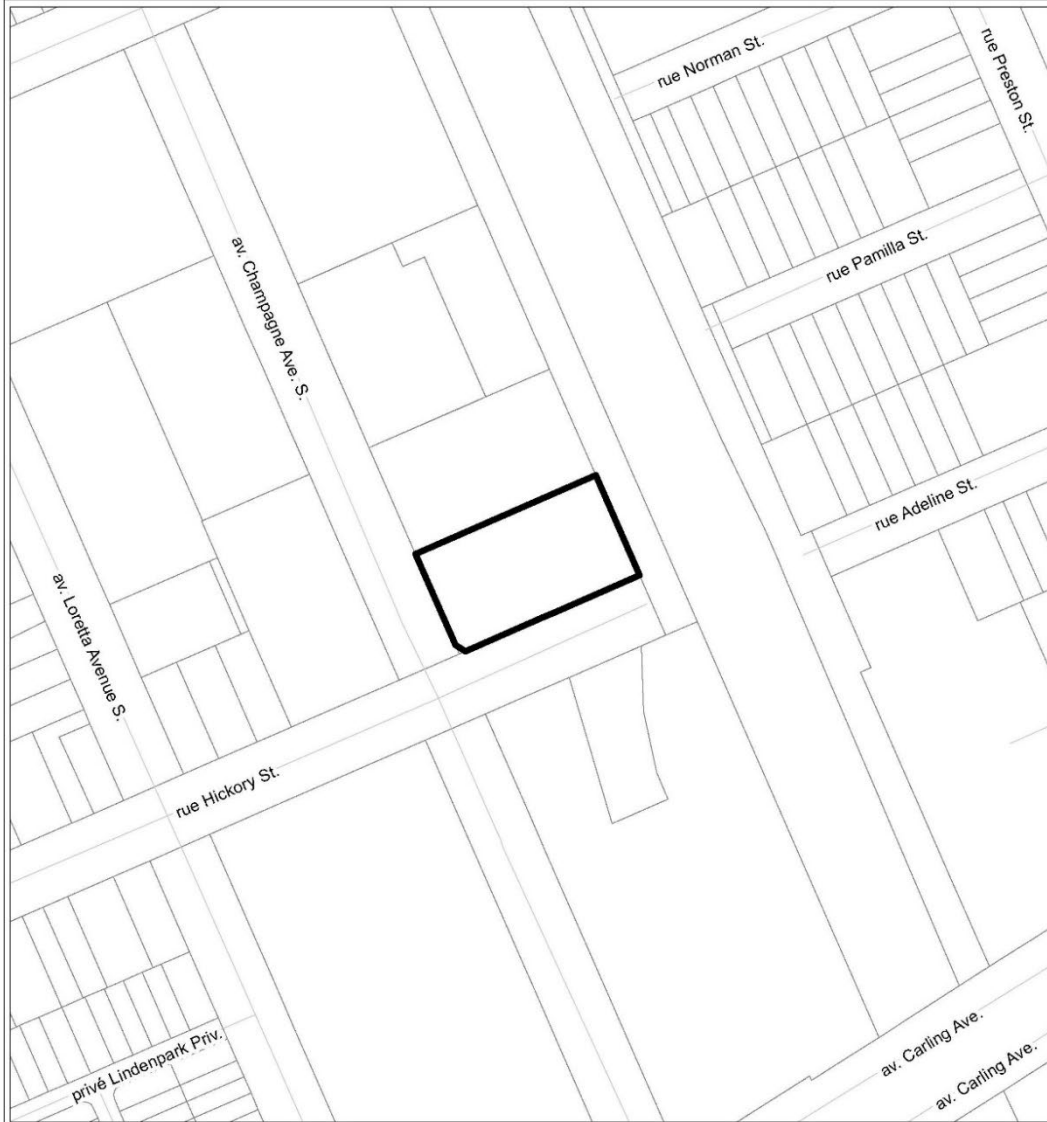 rue Norman St.
rue Preston St.
rue Pamilla St.
av. Champagne Ave. S.
rue Adeline St.
av. Loretta Avenue S.
rue Hickory St.
privé Lindenpark Priv.
av. Carling Ave.
av. Carling Ave.